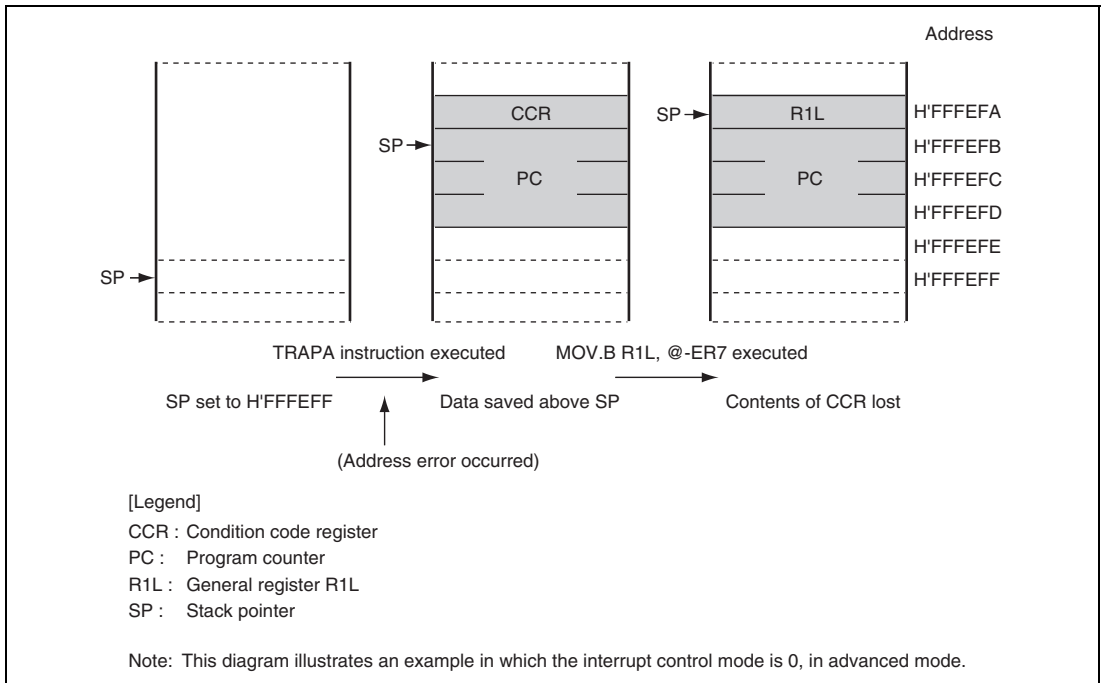 Address
CCR
SP
R1L
H'FFFEFA
SP
H'FFFEFB
PC
PC
H'FFFEFC
H'FFFEFD
H'FFFEFE
SP
H'FFFEFF
TRAPA instruction executed
MOV.B R1L, @-ER7 executed
SP set to H'FFFEFF
Data saved above SP
Contents of CCR lost
(Address error occurred)
[Legend]
CCR : Condition code register
PC : Program counter
R1L : General register R1L
SP : Stack pointer
Note: This diagram illustrates an example in which the interrupt control mode is 0, in advanced mode.